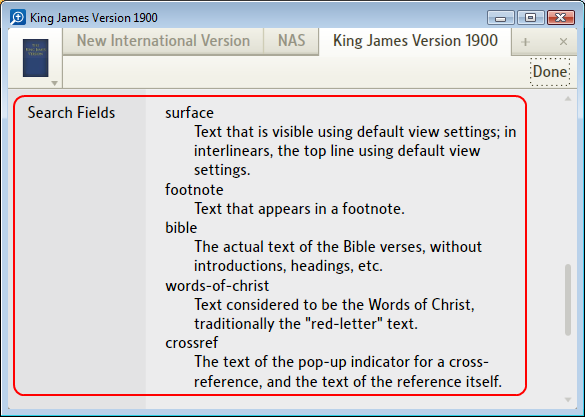 King James Version 1900
New International Version
NAS
King James Version 1900
Done
Search Fields
surface
Text that is visible using default view settings; in
interlinears, the top line using default view
settings.
footnote
Text that appears in a footnote.
bible
The actual text of the Bible verses, without
introductions, headings, etc.
words-of-christ
Text considered to be the Words of Christ,
traditionally the "red-letter" text.
crossref
The text of the pop-up indicator for a cross-
reference, and the text of the reference itself.